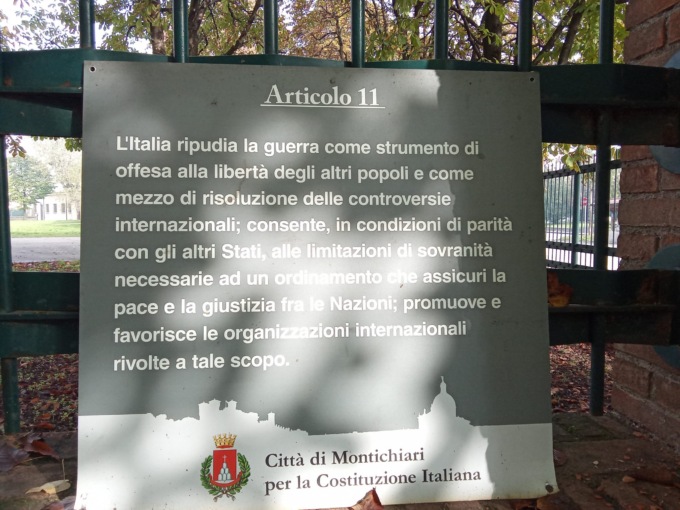 Articolo 11
L'Italia ripudia la guerra come strumento di
offesa alla libertà degli altri popoli e come
mezzo di risoluzione delle controversie
internazionali; consente, in condizioni di parità
con gli altri Stati, alle limitazioni di sovranità
necessarie ad un ordinamento che assicuri la
pace e la giustizia fra le Nazioni; promuove e
favorisce le organizzazioni internazionali
rivolte a tale scopo.
Città di Montichiari
per la Costituzione Italiana